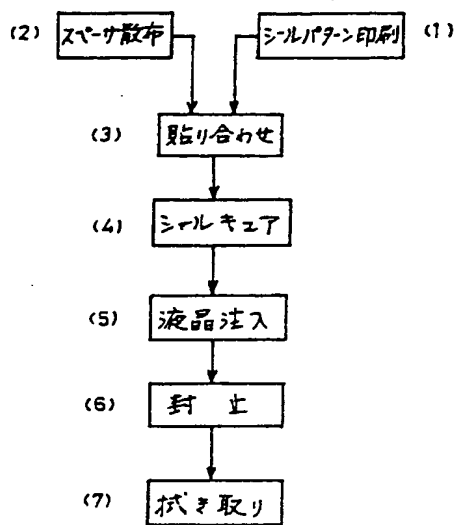 (2) スペーサ散布 シールパターン印刷 (1)
(3) 貼り合わせ
(4) シールキュア
(5) 液晶注入
(6) 封止
(7) 拭き取り